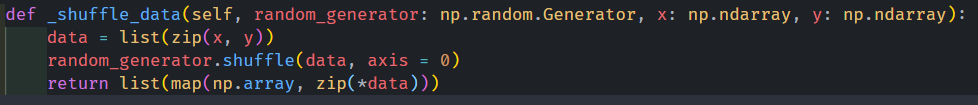 def _shuffle_data(self, random_generator: np.random.Generator, x: np.ndarray, y: np.ndarray):
    data = list(zip(x, y))
    random_generator.shuffle(data, axis = 0)
    return list(map(np.array, zip(*data)))